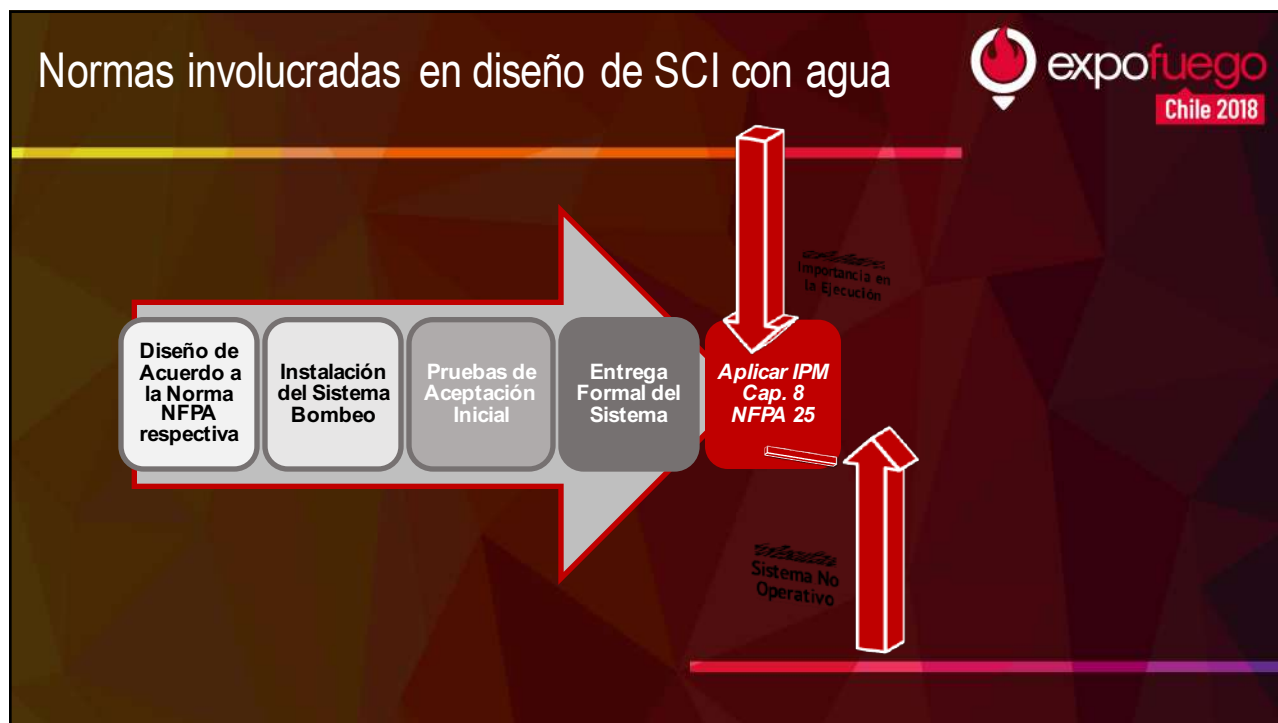 Normas involucradas en diseño de SCI con agua
expofuego
Chile 2018
Importancia en
la Ejecución
Diseño de
Acuerdo a
la Norma
NFPA
respectiva
Instalación
del Sistema
Bombeo
Pruebas de
Aceptación
Inicial
Entrega
Formal del
Sistema
Aplicar IPM
Cap. 8
NFPA 25
Sistema No
Operativo